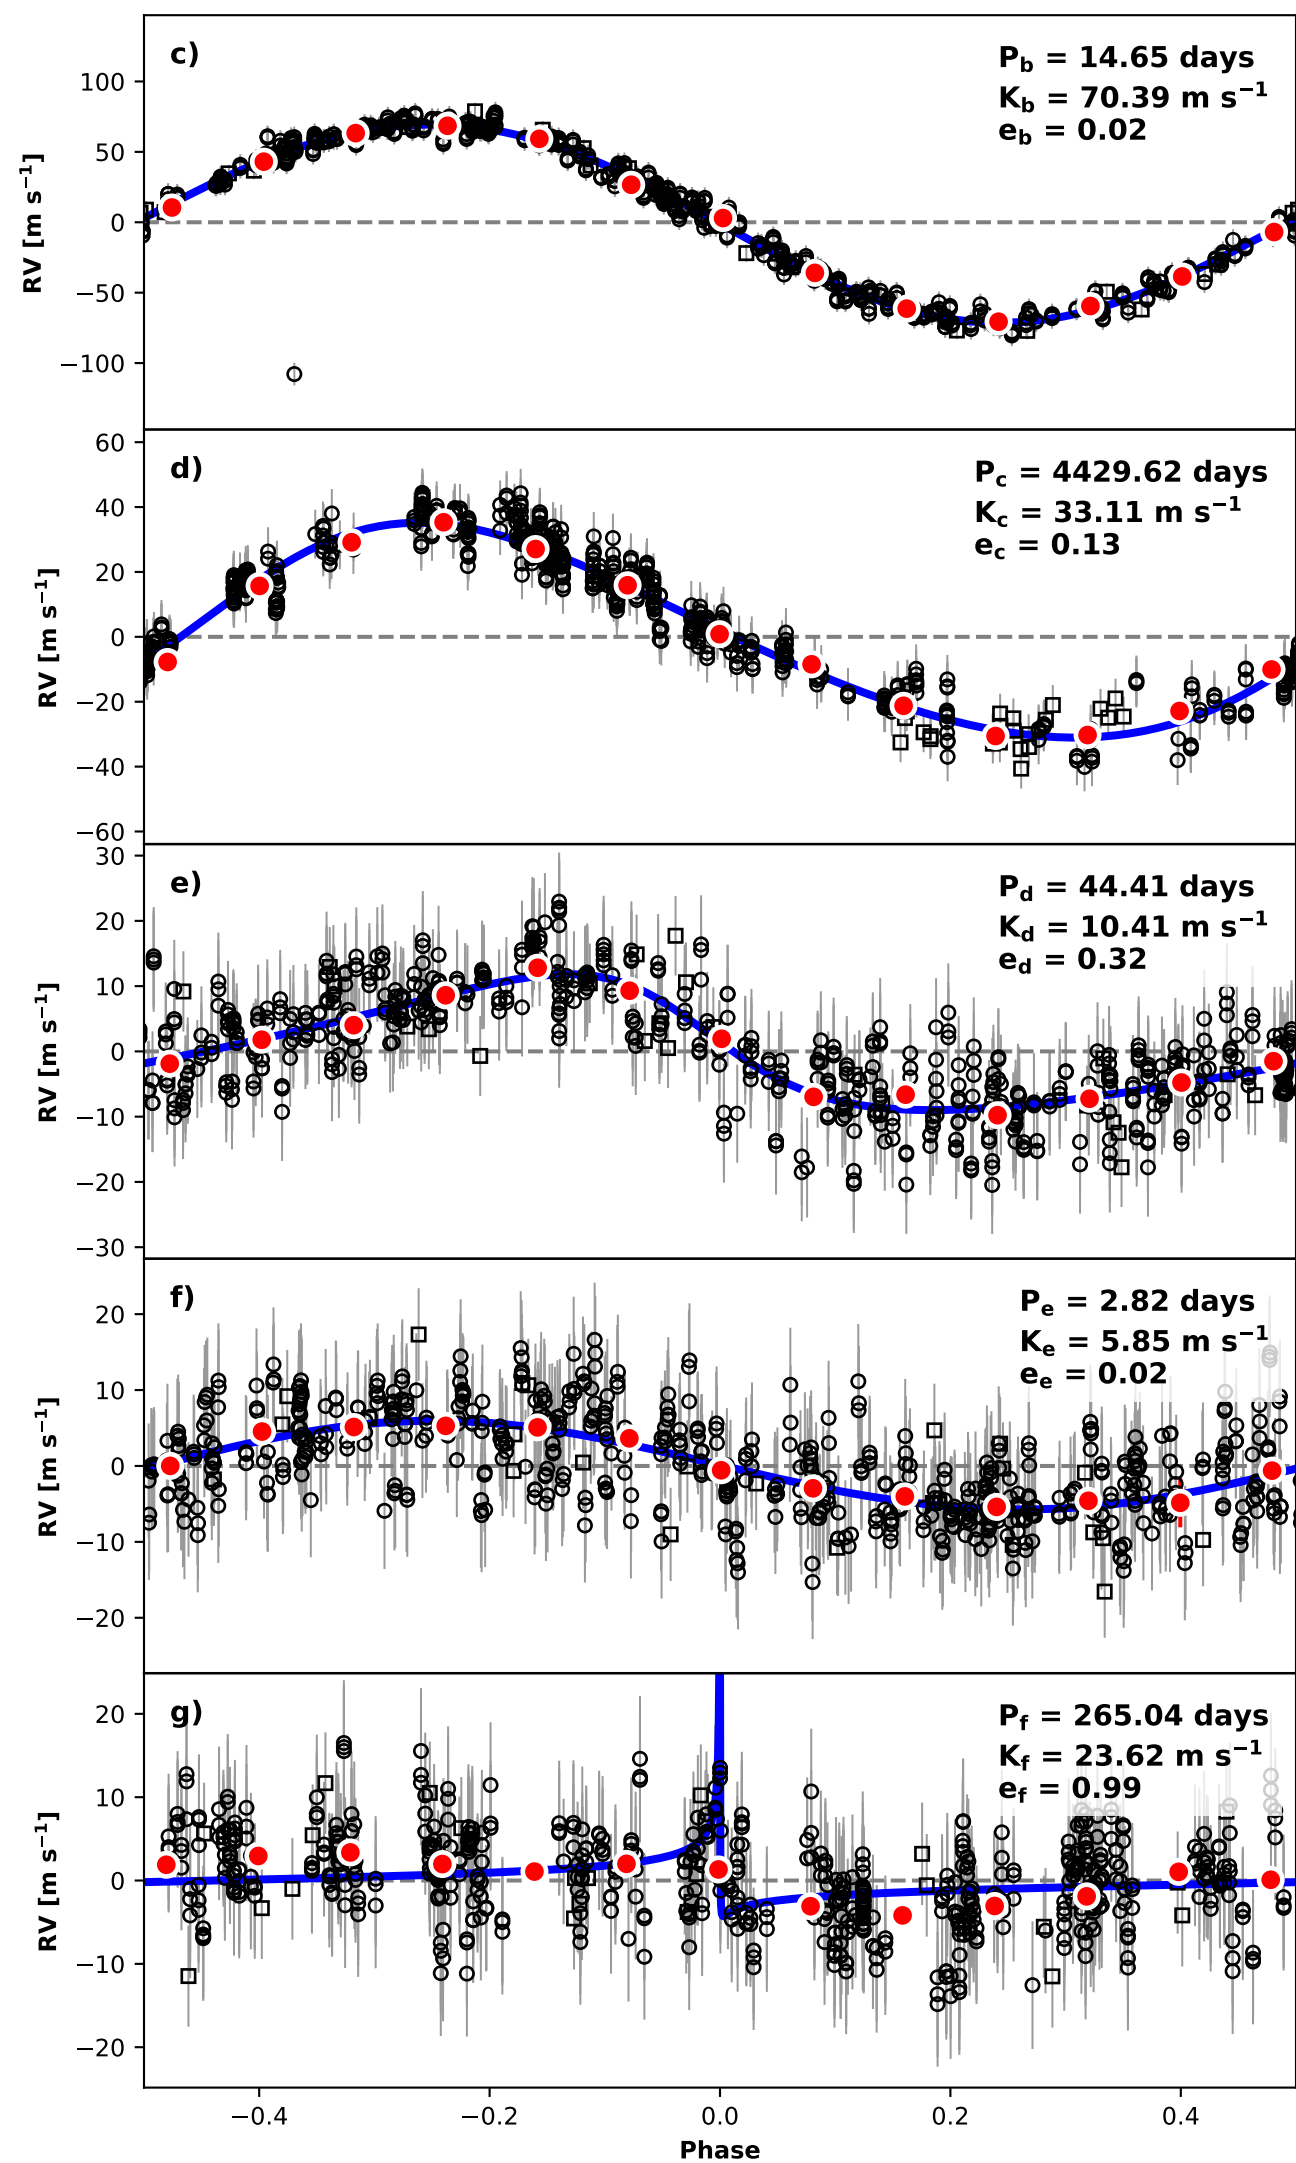 c)
P_b = 14.65 days
K_b = 70.39 m s⁻¹
e_b = 0.02
100
50
0
−50
−100
RV [m s⁻¹]
d)
P_c = 4429.62 days
K_c = 33.11 m s⁻¹
e_c = 0.13
60
40
20
0
−20
−40
−60
RV [m s⁻¹]
e)
P_d = 44.41 days
K_d = 10.41 m s⁻¹
e_d = 0.32
30
20
10
0
−10
−20
−30
RV [m s⁻¹]
f)
P_e = 2.82 days
K_e = 5.85 m s⁻¹
e_e = 0.02
20
10
0
−10
−20
RV [m s⁻¹]
g)
P_f = 265.04 days
K_f = 23.62 m s⁻¹
e_f = 0.99
20
10
0
−10
−20
RV [m s⁻¹]
−0.4 −0.2 0.0 0.2 0.4
Phase